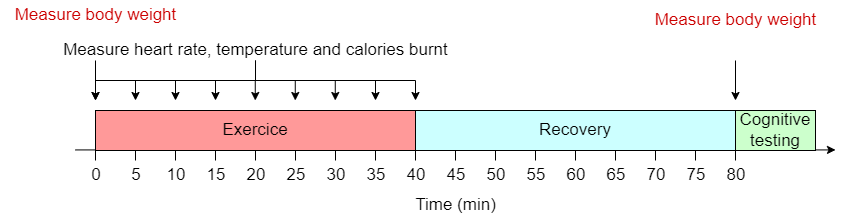 Measure body weight
Measure body weight
Measure heart rate, temperature and calories burnt
Exercice
Recovery
Cognitive
testing
0 5 10 15 20 25 30 35 40 45 50 55 60 65 70 75 80
Time (min)